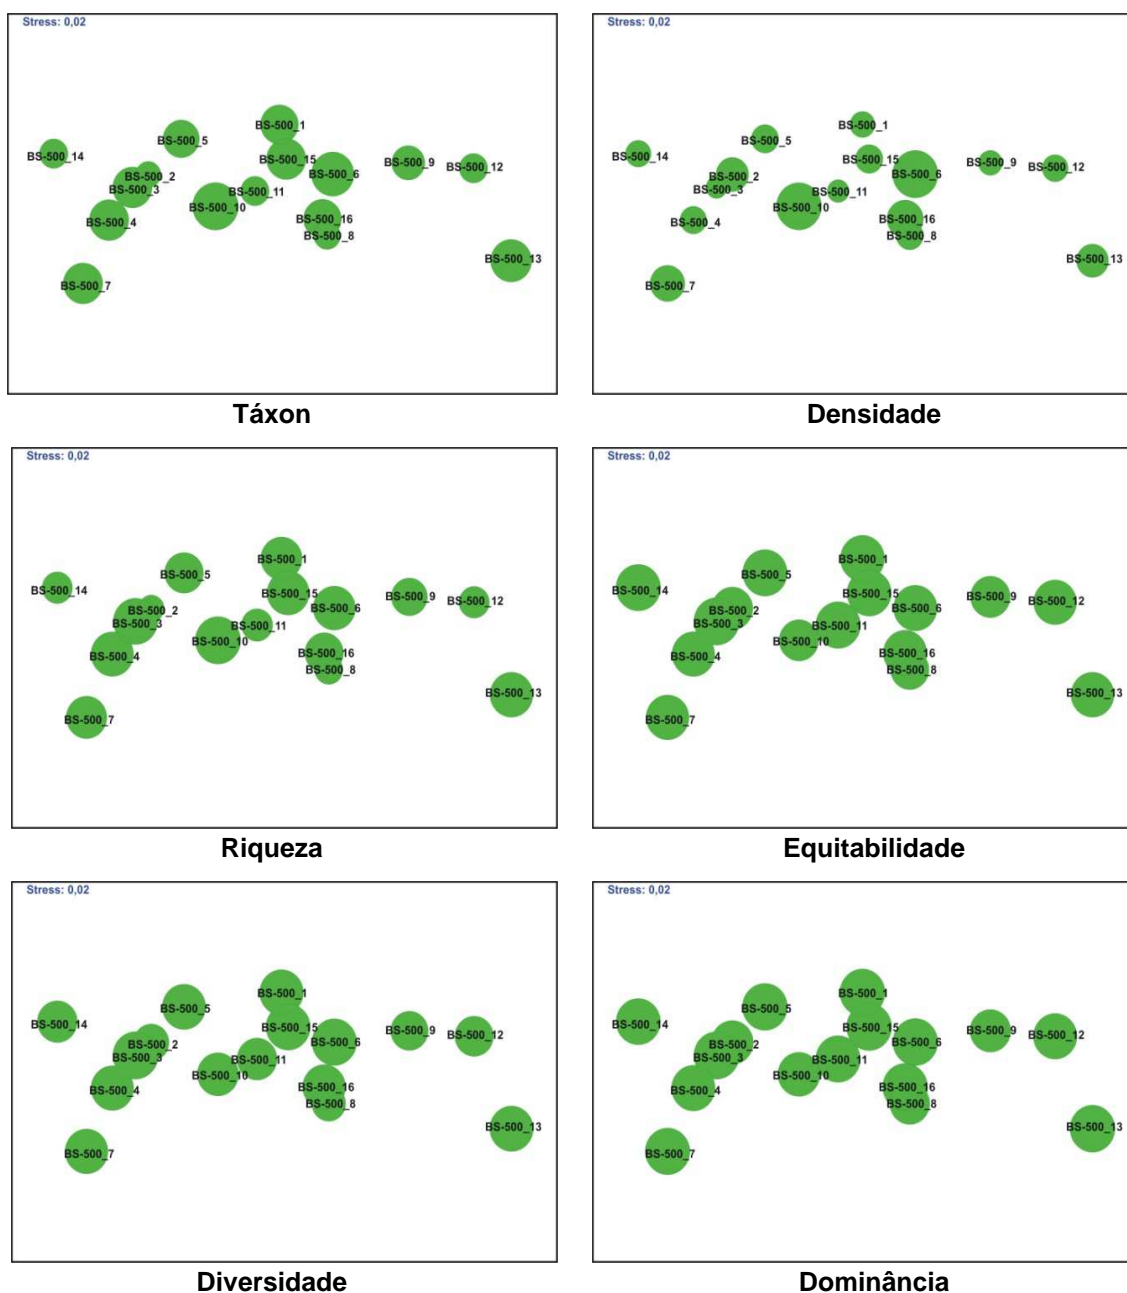 Stress: 0,02
BS-500_1
BS-500_5
BS-500_14
BS-500_15
BS-500_9
BS-500_12
BS-500_2
BS-500_6
BS-500_3
BS-500_11
BS-500_10
BS-500_4
BS-500_16
BS-500_8
BS-500_13
BS-500_7
Táxon
Stress: 0,02
BS-500_1
BS-500_5
BS-500_14
BS-500_15
BS-500_9
BS-500_12
BS-500_2
BS-500_6
BS-500_3
BS-500_11
BS-500_10
BS-500_4
BS-500_16
BS-500_8
BS-500_13
BS-500_7
Densidade
Stress: 0,02
BS-500_1
BS-500_5
BS-500_14
BS-500_15
BS-500_9
BS-500_12
BS-500_2
BS-500_6
BS-500_3
BS-500_11
BS-500_10
BS-500_4
BS-500_16
BS-500_8
BS-500_13
BS-500_7
Riqueza
Stress: 0,02
BS-500_1
BS-500_5
BS-500_14
BS-500_15
BS-500_9
BS-500_12
BS-500_2
BS-500_6
BS-500_3
BS-500_11
BS-500_10
BS-500_4
BS-500_16
BS-500_8
BS-500_13
BS-500_7
Equitabilidade
Stress: 0,02
BS-500_1
BS-500_5
BS-500_14
BS-500_15
BS-500_9
BS-500_12
BS-500_2
BS-500_6
BS-500_3
BS-500_11
BS-500_10
BS-500_4
BS-500_16
BS-500_8
BS-500_13
BS-500_7
Diversidade
Stress: 0,02
BS-500_1
BS-500_5
BS-500_14
BS-500_15
BS-500_9
BS-500_12
BS-500_2
BS-500_6
BS-500_3
BS-500_11
BS-500_10
BS-500_4
BS-500_16
BS-500_8
BS-500_13
BS-500_7
Dominância